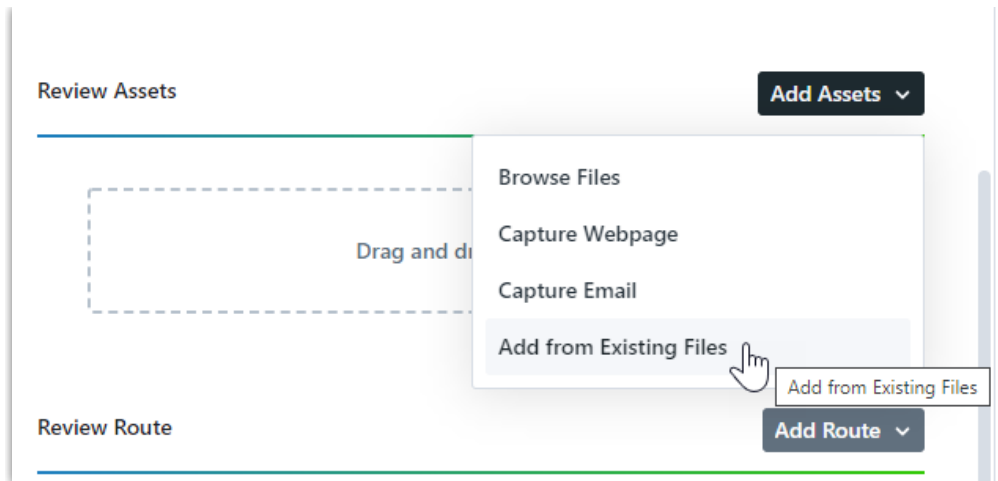 Review Assets
Add Assets
Browse Files
Capture Webpage
Drag and
Capture Email
Add from Existing Files
Add from Existing Files
Review Route
Add Route